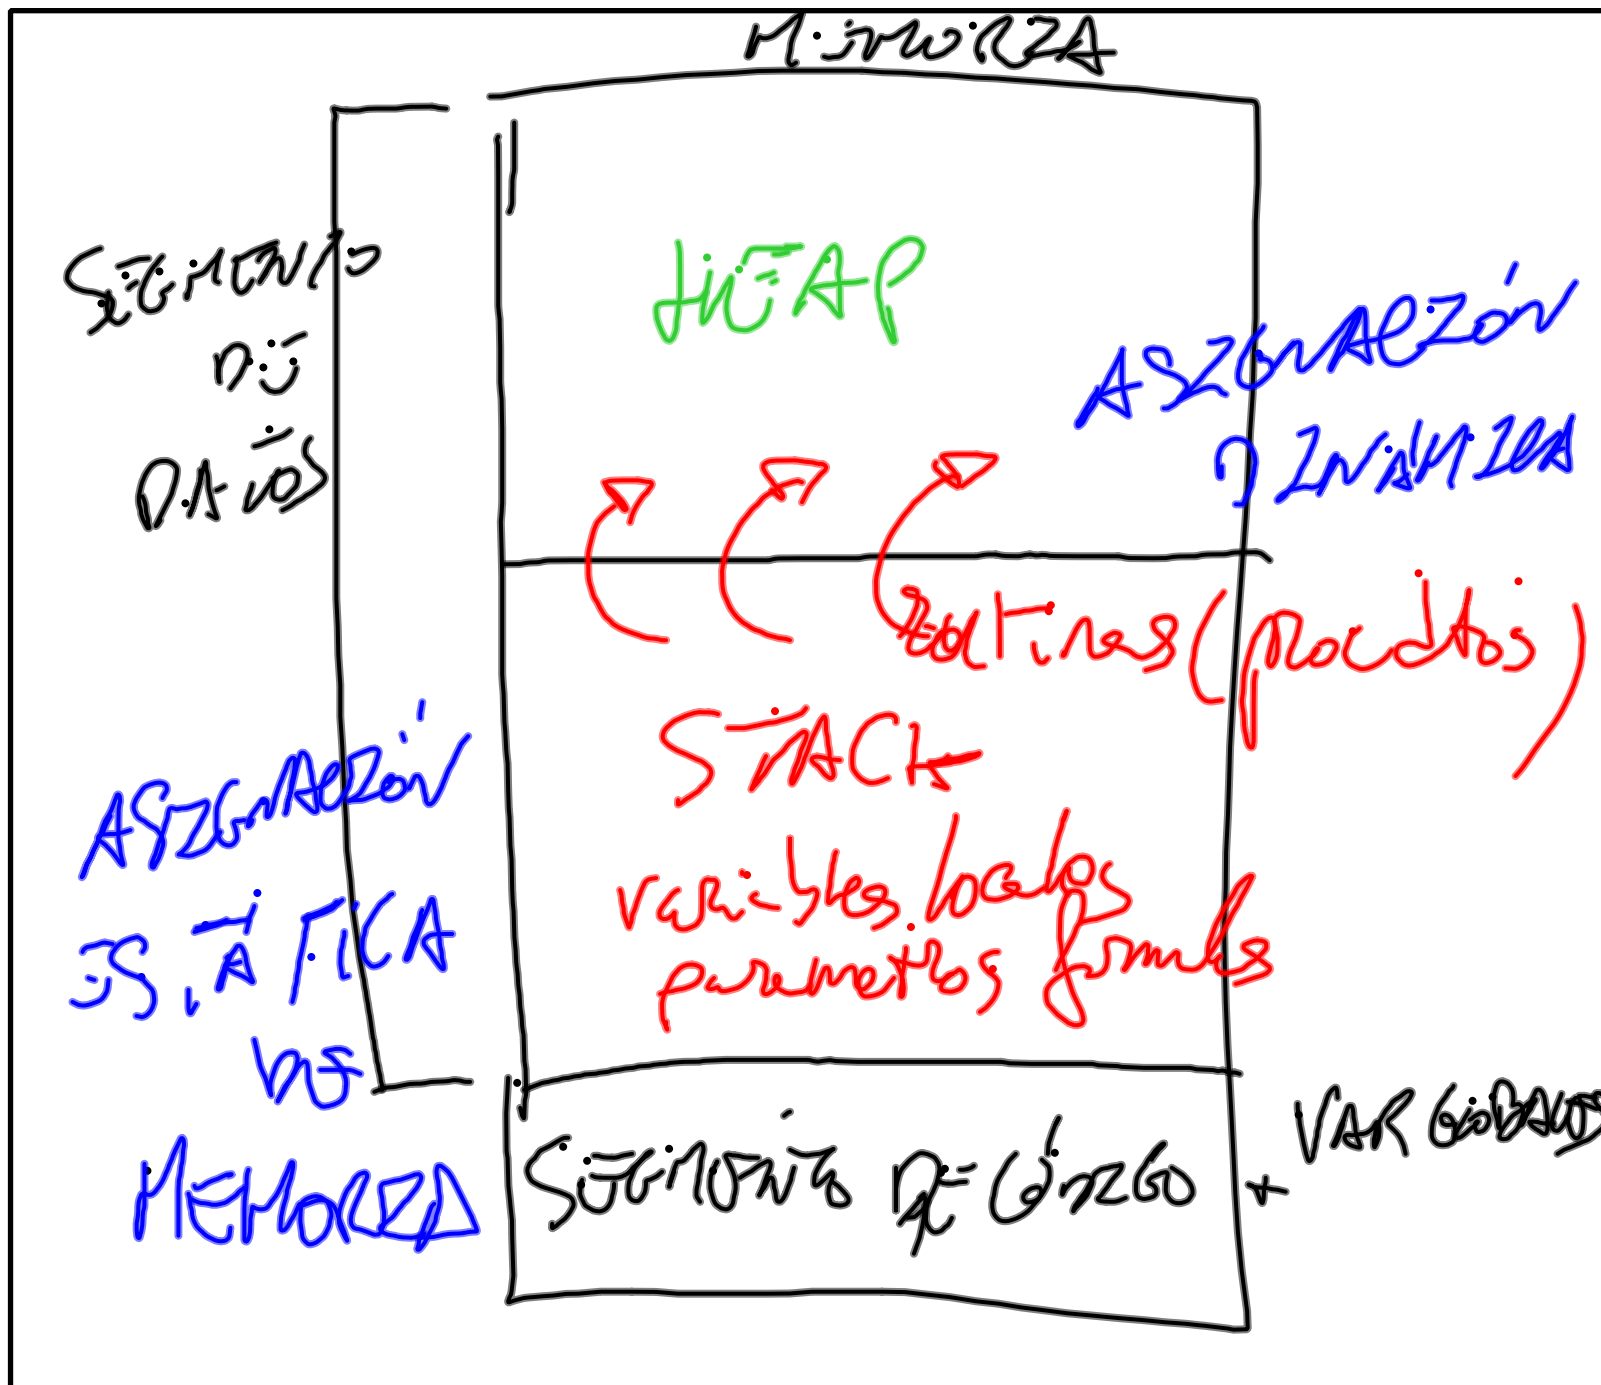 MEMORIA
SEGMENTO
DE
DATOS
HEAP
ASIGNACIÓN
DINÁMICA
rutinas (procdtos)
STACK
variables locales
parametros formales
ASIGNACIÓN
ESTÁTICA
DE
MEMORIA
SEGMENTO DE CÓDIGO + VAR GLOBALES